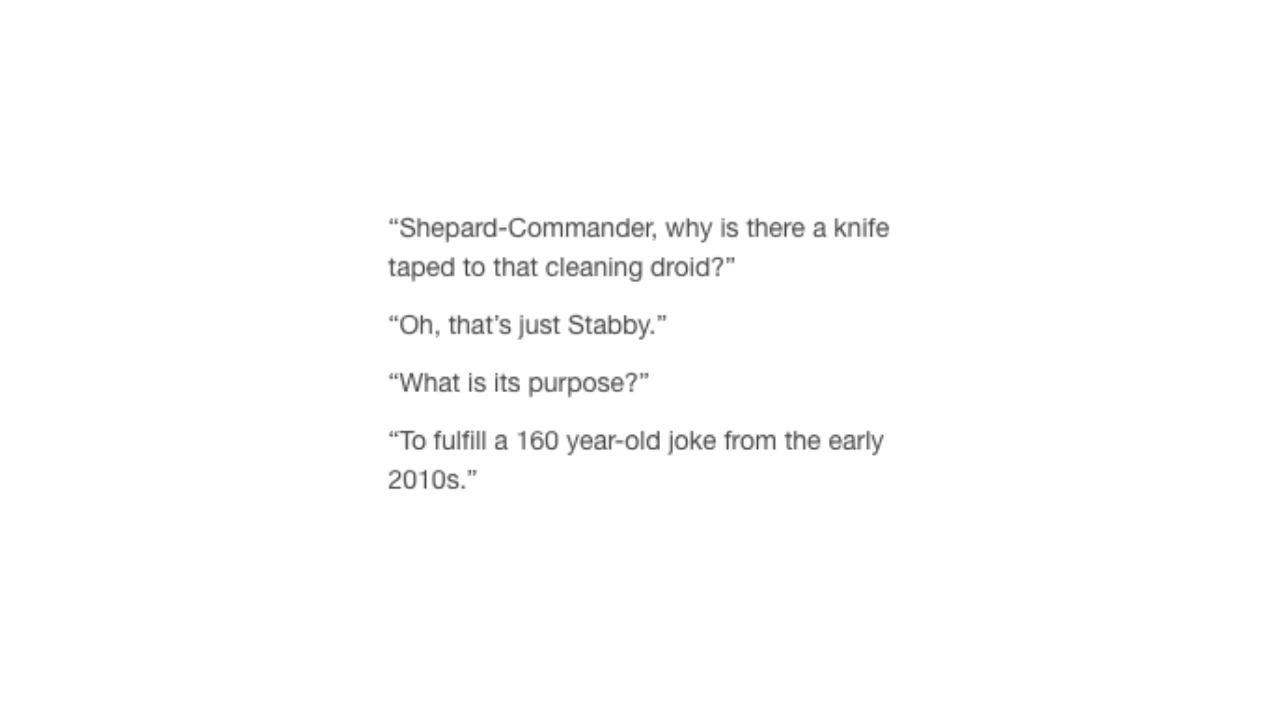 “Shepard-Commander, why is there a knife
taped to that cleaning droid?”
“Oh, that’s just Stabby.”
“What is its purpose?”
“To fulfill a 160 year-old joke from the early
2010s.”